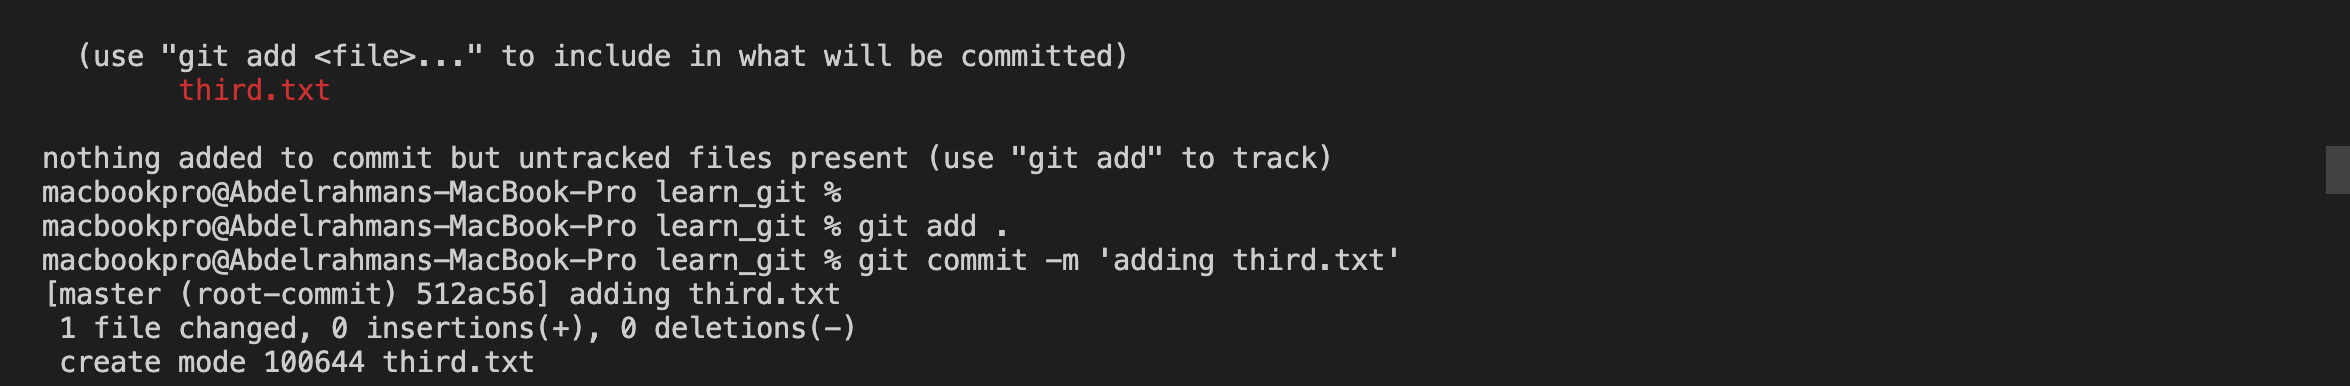 (use "git add <file>..." to include in what will be committed)
third.txt
nothing added to commit but untracked files present (use "git add" to track)
macbookpro@Abdelrahmans-MacBook-Pro learn_git %
macbookpro@Abdelrahmans-MacBook-Pro learn_git % git add .
macbookpro@Abdelrahmans-MacBook-Pro learn_git % git commit -m 'adding third.txt'
[master (root-commit) 512ac56] adding third.txt
1 file changed, 0 insertions(+), 0 deletions(-)
create mode 100644 third.txt